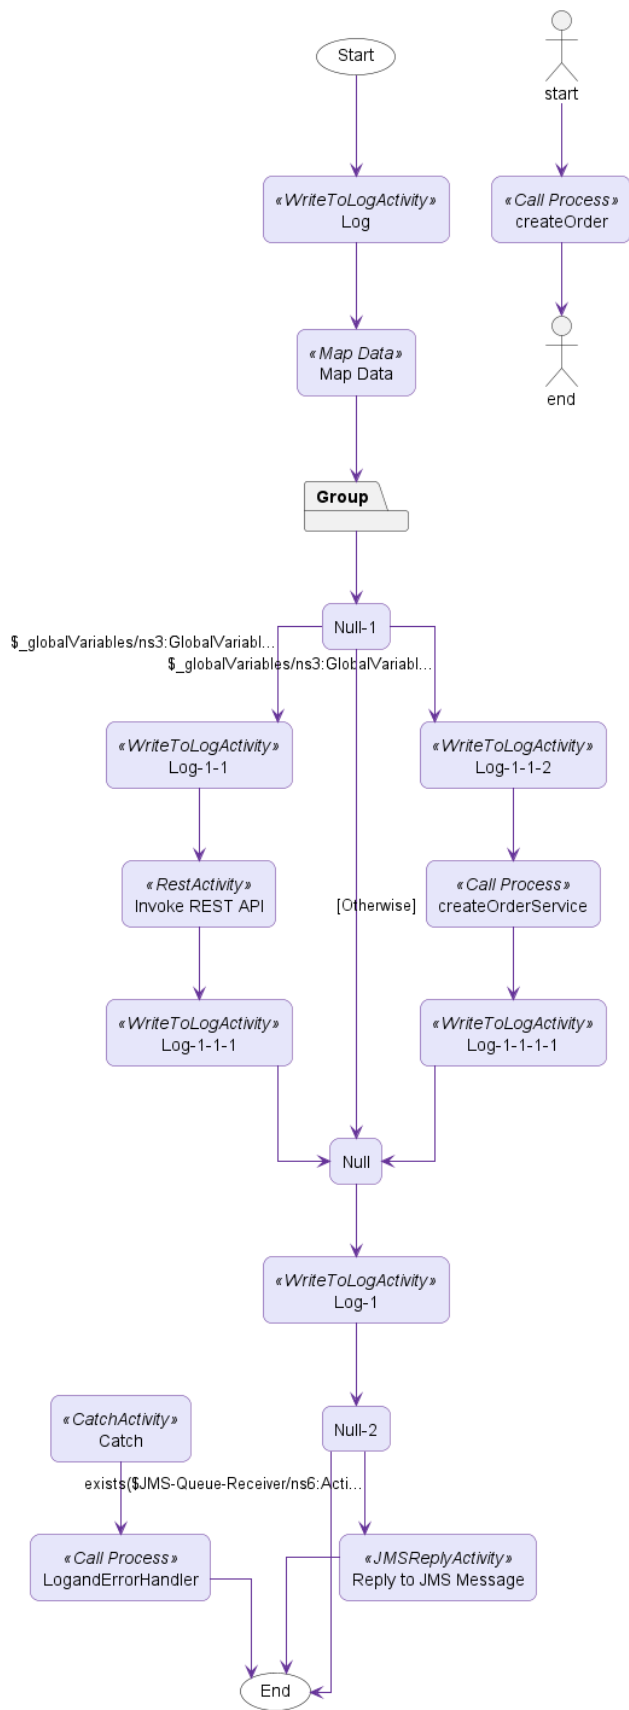 Start
start
«WriteToLogActivity»
Log
«Call Process»
createOrder
«Map Data»
Map Data
end
Group
Null-1
$_globalVariables/ns3:GlobalVariabl...
$_globalVariables/ns3:GlobalVariabl...
«WriteToLogActivity»
Log-1-1
«WriteToLogActivity»
Log-1-1-2
«RestActivity»
Invoke REST API
[Otherwise]
«Call Process»
createOrderService
«WriteToLogActivity»
Log-1-1-1
«WriteToLogActivity»
Log-1-1-1-1
Null
«WriteToLogActivity»
Log-1
«CatchActivity»
Catch
Null-2
exists($JMS-Queue-Receiver/ns6:Acti...
«Call Process»
LogandErrorHandler
«JMSReplyActivity»
Reply to JMS Message
End